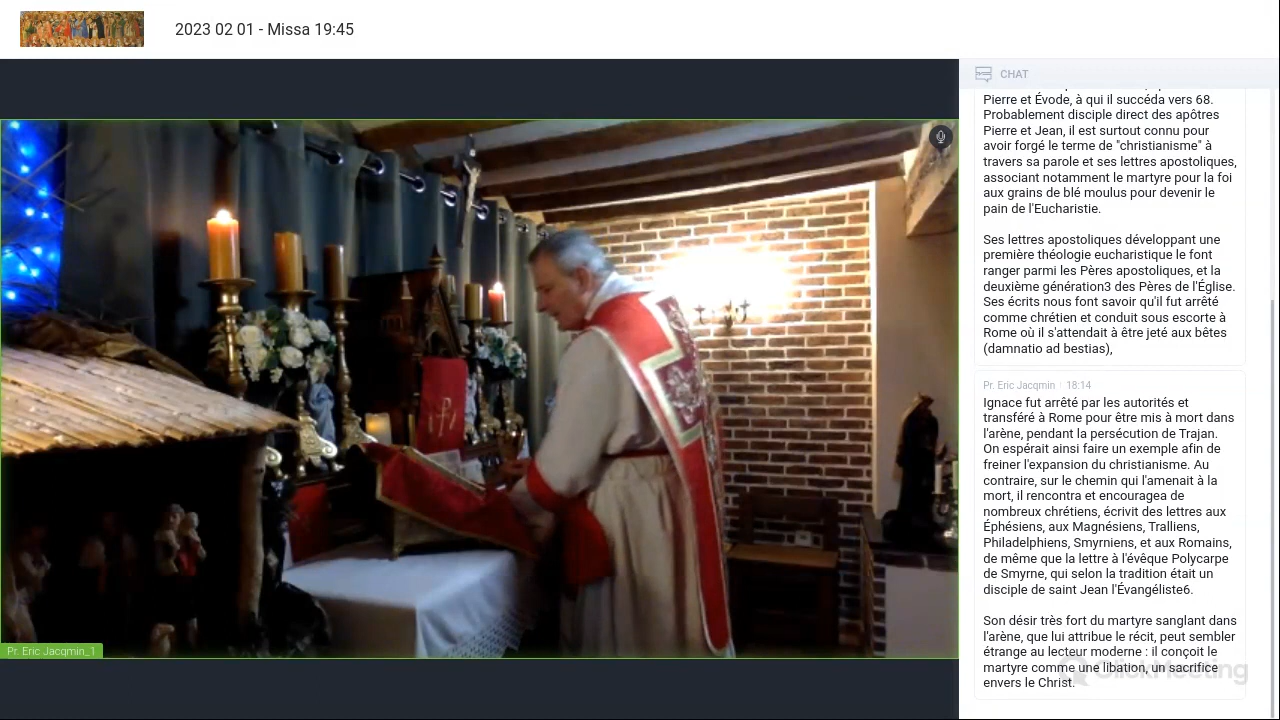 2023 02 01 - Missa 19:45
CHAT
Pierre et Évode, à qui il succéda vers 68.
Probablement disciple direct des apôtres
Pierre et Jean, il est surtout connu pour
avoir forgé le terme de "christianisme" à
travers sa parole et ses lettres apostoliques,
associant notamment le martyre pour la foi
aux grains de blé moulus pour devenir le
pain de l'Eucharistie.
Ses lettres apostoliques développant une
première théologie eucharistique le font
ranger parmi les Pères apostoliques, et la
deuxième génération3 des Pères de l'Église.
Ses écrits nous font savoir qu'il fut arrêté
comme chrétien et conduit sous escorte à
Rome où il s'attendait à être jeté aux bêtes
(damnatio ad bestias),
Pr. Eric Jacqmin 18:14
Ignace fut arrêté par les autorités et
transféré à Rome pour être mis à mort dans
l'arène, pendant la persécution de Trajan.
On espérait ainsi faire un exemple afin de
freiner l'expansion du christianisme. Au
contraire, sur le chemin qui l'amenait à la
mort, il rencontra et encouragea de
nombreux chrétiens, écrivit des lettres aux
Éphésiens, aux Magnésiens, Tralliens,
Philadelphiens, Smyrniens, et aux Romains,
de même que la lettre à l'évêque Polycarpe
de Smyrne, qui selon la tradition était un
disciple de saint Jean l'Évangéliste6.
Son désir très fort du martyre sanglant dans
l'arène, que lui attribue le récit, peut sembler
étrange au lecteur moderne : il conçoit le
martyre comme une libation, un sacrifice
envers le Christ.
ClickMeeting
Pr. Eric Jacqmin_1